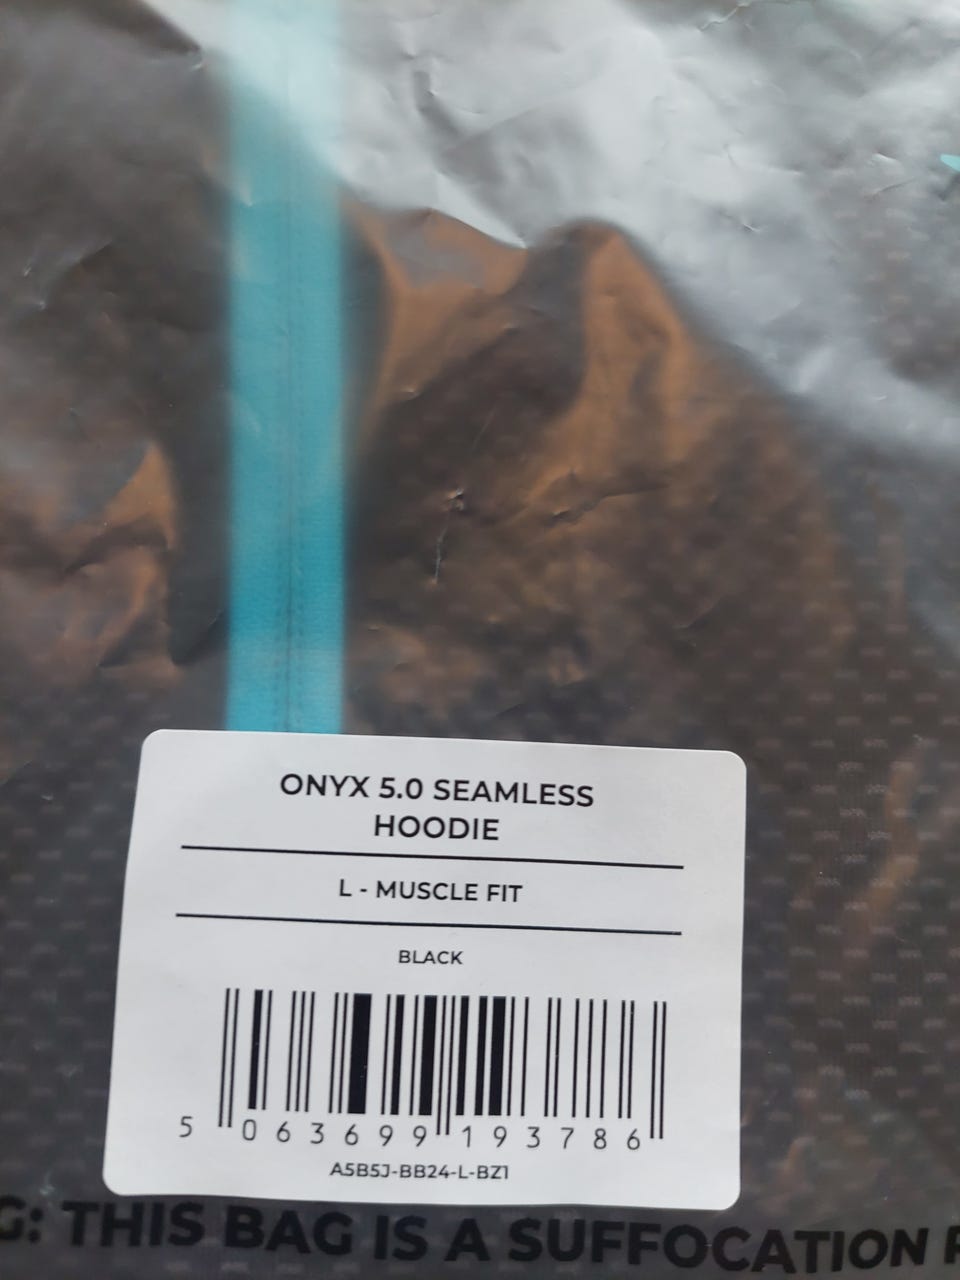 ONYX 5.0 SEAMLESS
HOODIE
L - MUSCLE FIT
BLACK
5 063699 193786
A5B5J-BB24-L-BZ1
G: THIS BAG IS A SUFFOCATION